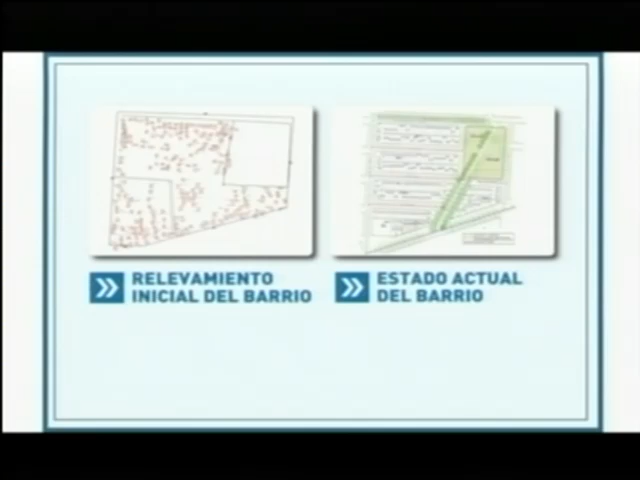 RELEVAMIENTO
INICIAL DEL BARRIO
ESTADO ACTUAL
DEL BARRIO